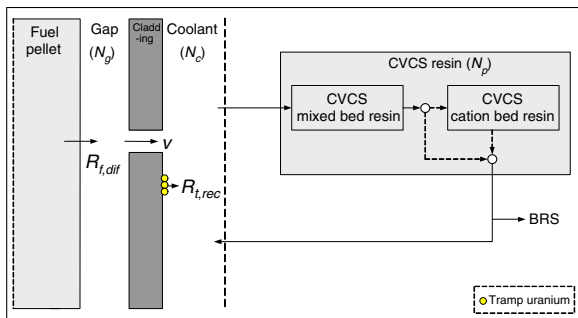 Fuel
pellet
Gap
(N_g)
Cladd
-ing
Coolant
(N_c)
R_f,dif
v
R_t,rec
CVCS resin (N_p)
CVCS
mixed bed resin
CVCS
cation bed resin
BRS
Tramp uranium